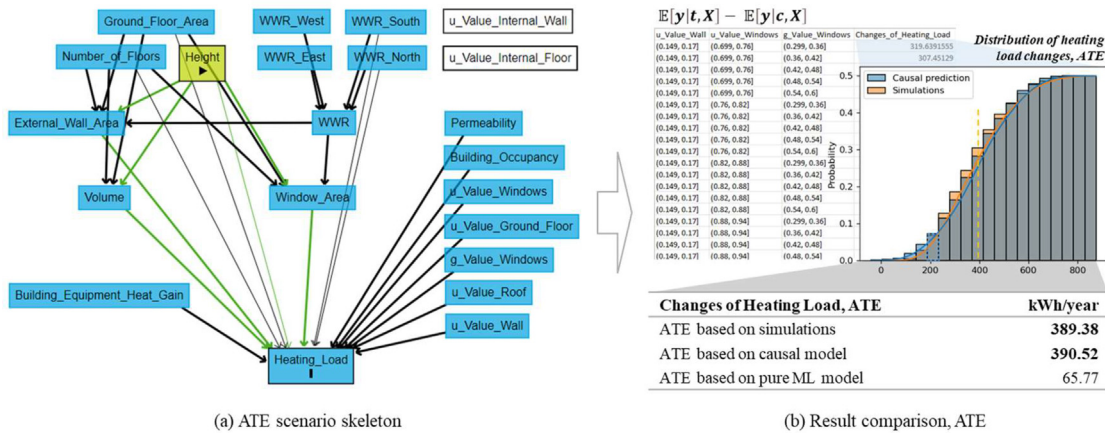 Ground_Floor_Area
WWR_West
WWR_South
u_Value_Internal_Wall
Number_of_Floors
Height
WWR_East
WWR_North
u_Value_Internal_Floor
External_Wall_Area
WWR
Permeability
Building_Occupancy
Volume
Window_Area
u_Value_Windows
u_Value_Ground_Floor
g_Value_Windows
Building_Equipment_Heat_Gain
u_Value_Roof
u_Value_Wall
Heating_Load
(a) ATE scenario skeleton
𝔼[y|t, X] − 𝔼[y|c, X]
u_Value_Wall u_Value_Windows g_Value_Windows Changes_of_Heating_Load
(0.149, 0.17] (0.699, 0.76] (0.299, 0.36] 319.6391555
(0.149, 0.17] (0.699, 0.76] (0.36, 0.42] 307.45129
(0.149, 0.17] (0.699, 0.76] (0.42, 0.48]
(0.149, 0.17] (0.699, 0.76] (0.48, 0.54]
(0.149, 0.17] (0.699, 0.76] (0.54, 0.6]
(0.149, 0.17] (0.76, 0.82] (0.299, 0.36]
(0.149, 0.17] (0.76, 0.82] (0.36, 0.42]
(0.149, 0.17] (0.76, 0.82] (0.42, 0.48]
(0.149, 0.17] (0.76, 0.82] (0.48, 0.54]
(0.149, 0.17] (0.76, 0.82] (0.54, 0.6]
(0.149, 0.17] (0.82, 0.88] (0.299, 0.36]
(0.149, 0.17] (0.82, 0.88] (0.36, 0.42]
(0.149, 0.17] (0.82, 0.88] (0.42, 0.48]
(0.149, 0.17] (0.82, 0.88] (0.48, 0.54]
(0.149, 0.17] (0.82, 0.88] (0.54, 0.6]
(0.149, 0.17] (0.88, 0.94] (0.299, 0.36]
(0.149, 0.17] (0.88, 0.94] (0.36, 0.42]
(0.149, 0.17] (0.88, 0.94] (0.42, 0.48]
(0.149, 0.17] (0.88, 0.94] (0.48, 0.54]
Distribution of heating
load changes, ATE
Causal prediction
Simulations
Probability
0.5
0.4
0.3
0.2
0.1
0.0
0 200 400 600 800
Changes of Heating Load, ATE kWh/year
ATE based on simulations 389.38
ATE based on causal model 390.52
ATE based on pure ML model 65.77
(b) Result comparison, ATE